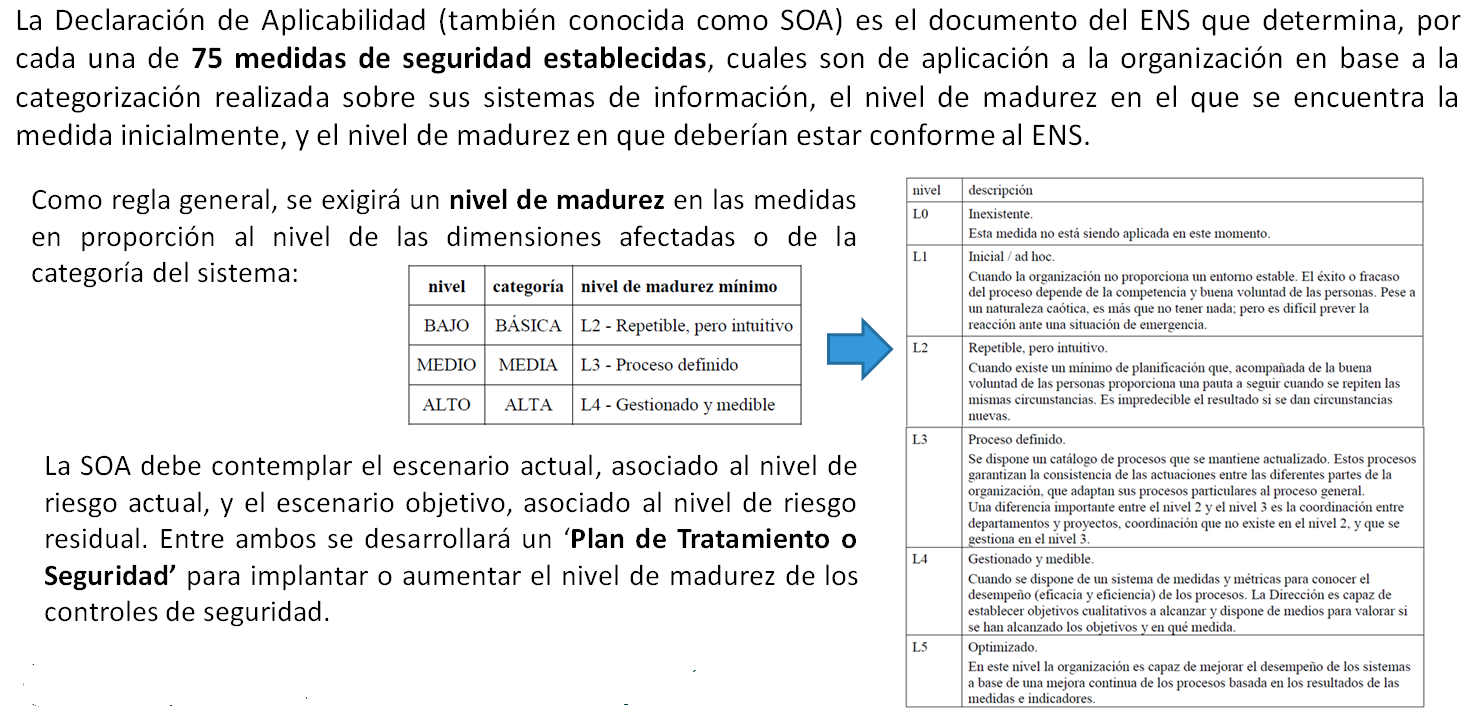 La Declaración de Aplicabilidad (también conocida como SOA) es el documento del ENS que determina, por
cada una de 75 medidas de seguridad establecidas, cuales son de aplicación a la organización en base a la
categorización realizada sobre sus sistemas de información, el nivel de madurez en el que se encuentra la
medida inicialmente, y el nivel de madurez en que deberían estar conforme al ENS.
Como regla general, se exigirá un nivel de madurez en las medidas
en proporción al nivel de las dimensiones afectadas o de la
categoría del sistema:
nivel categoría nivel de madurez mínimo
BAJO BÁSICA L2 - Repetible, pero intuitivo
MEDIO MEDIA L3 - Proceso definido
ALTO ALTA L4 - Gestionado y medible
La SOA debe contemplar el escenario actual, asociado al nivel de
riesgo actual, y el escenario objetivo, asociado al nivel de riesgo
residual. Entre ambos se desarrollará un ‘Plan de Tratamiento o
Seguridad’ para implantar o aumentar el nivel de madurez de los
controles de seguridad.
nivel descripción
L0 Inexistente.
Esta medida no está siendo aplicada en este momento.
L1 Inicial / ad hoc.
Cuando la organización no proporciona un entorno estable. El éxito o fracaso
del proceso depende de la competencia y buena voluntad de las personas. Pese a
un naturaleza caótica, es más que no tener nada; pero es difícil prever la
reacción ante una situación de emergencia.
L2 Repetible, pero intuitivo.
Cuando existe un mínimo de planificación que, acompañada de la buena
voluntad de las personas proporciona una pauta a seguir cuando se repiten las
mismas circunstancias. Es impredecible el resultado si se dan circunstancias
nuevas.
L3 Proceso definido.
Se dispone un catálogo de procesos que se mantiene actualizado. Estos procesos
garantizan la consistencia de las actuaciones entre las diferentes partes de la
organización, que adaptan sus procesos particulares al proceso general.
Una diferencia importante entre el nivel 2 y el nivel 3 es la coordinación entre
departamentos y proyectos, coordinación que no existe en el nivel 2, y que se
gestiona en el nivel 3.
L4 Gestionado y medible.
Cuando se dispone de un sistema de medidas y métricas para conocer el
desempeño (eficacia y eficiencia) de los procesos. La Dirección es capaz de
establecer objetivos cualitativos a alcanzar y dispone de medios para valorar si
se han alcanzado los objetivos y en qué medida.
L5 Optimizado.
En este nivel la organización es capaz de mejorar el desempeño de los sistemas
a base de una mejora continua de los procesos basada en los resultados de las
medidas e indicadores.